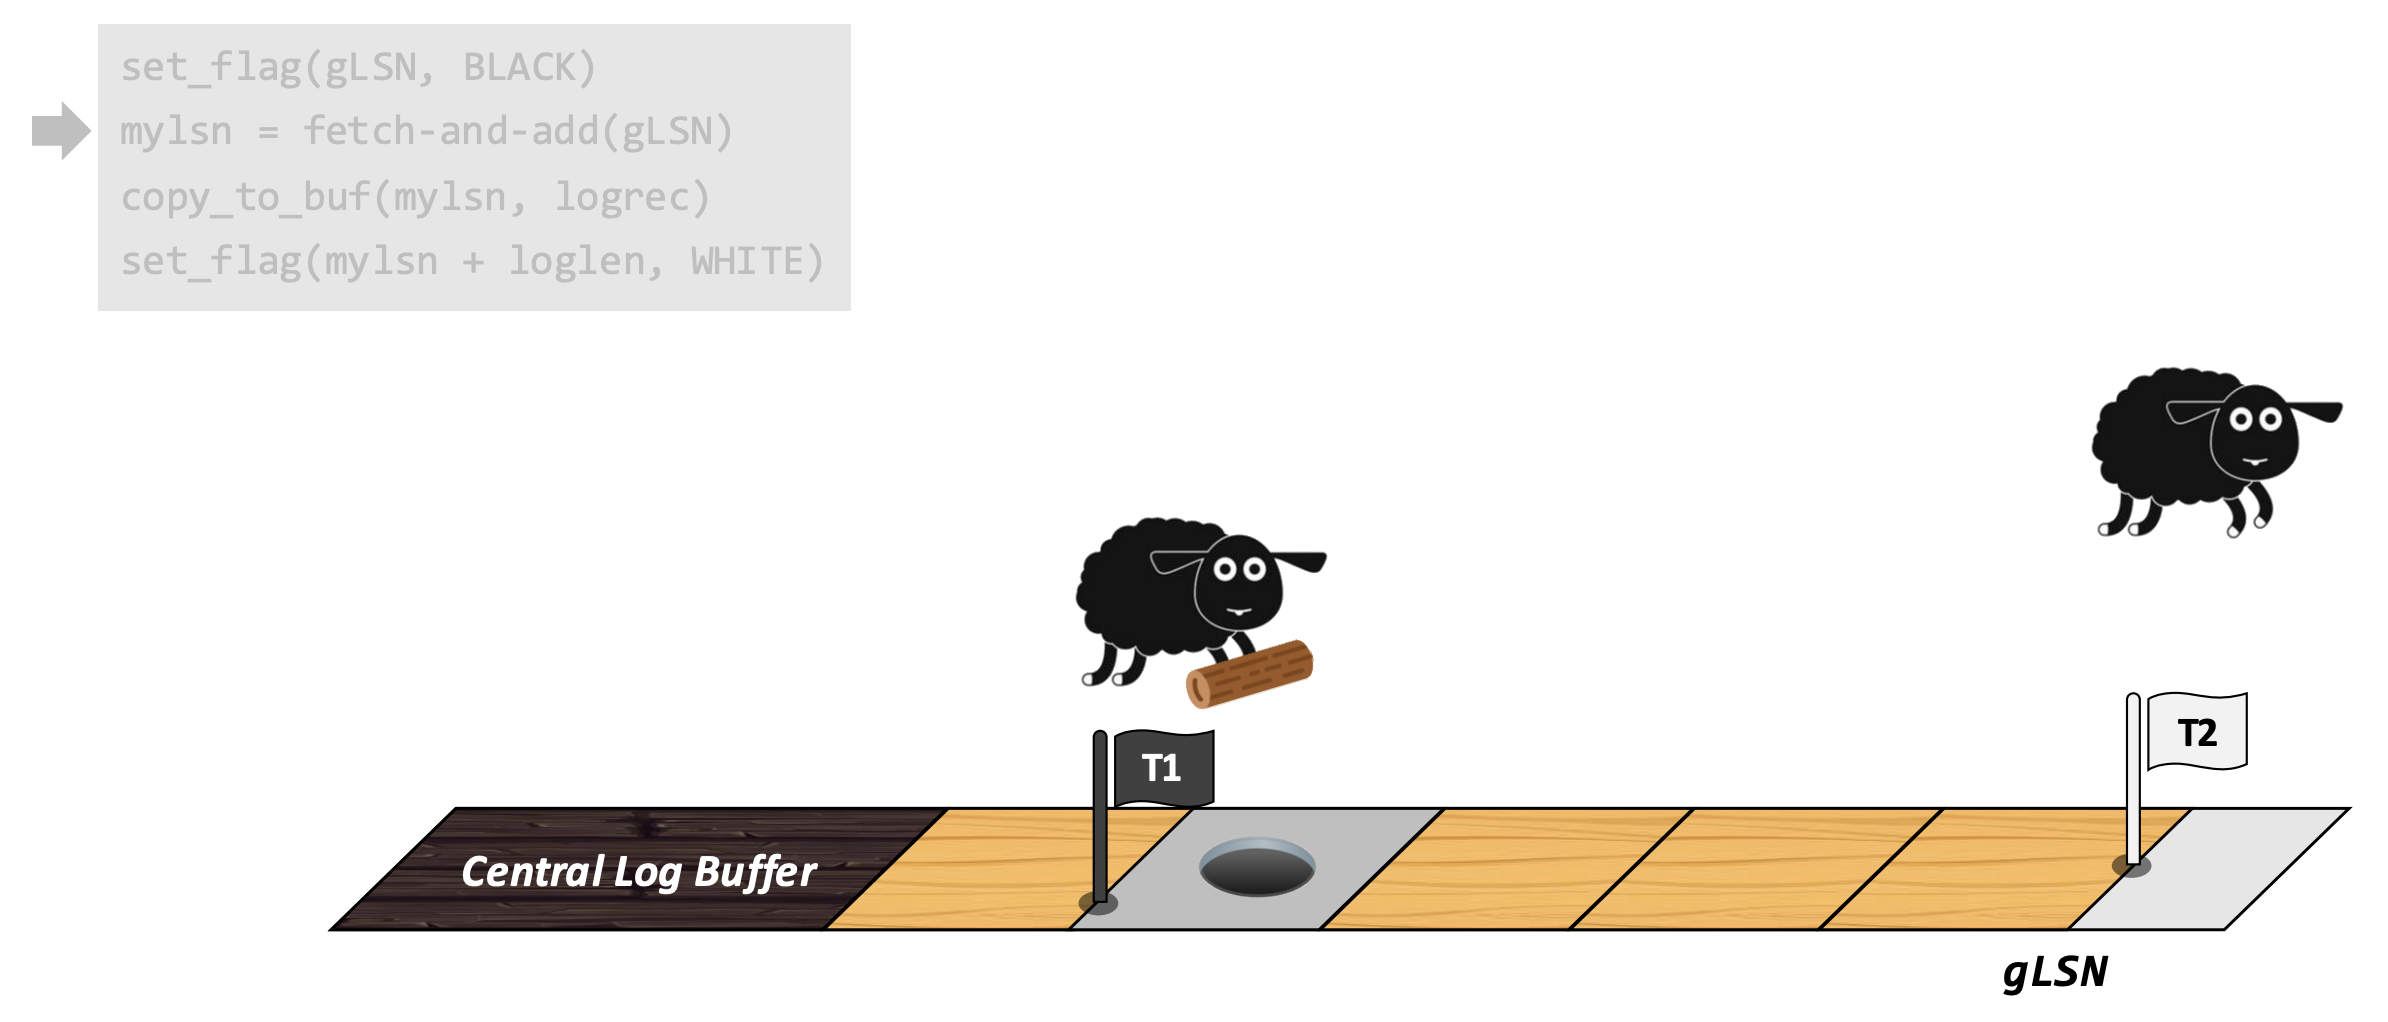 set_flag(gLSN, BLACK)
mylsn = fetch-and-add(gLSN)
copy_to_buf(mylsn, logrec)
set_flag(mylsn + loglen, WHITE)
T2
T1
Central Log Buffer
gLSN